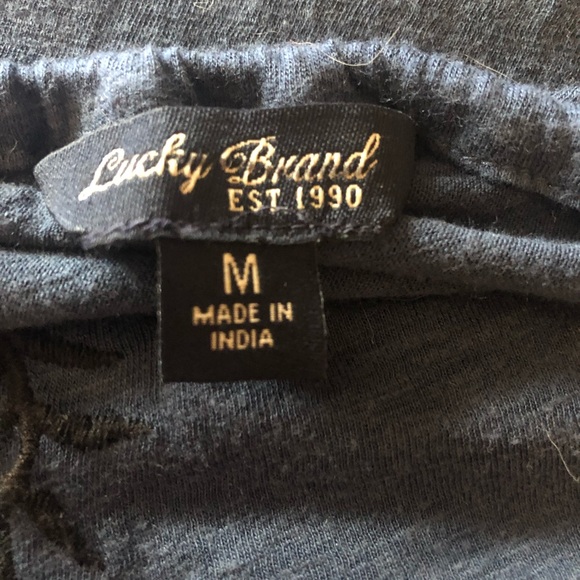 Lucky Brand
EST 1990
M
MADE IN
INDIA